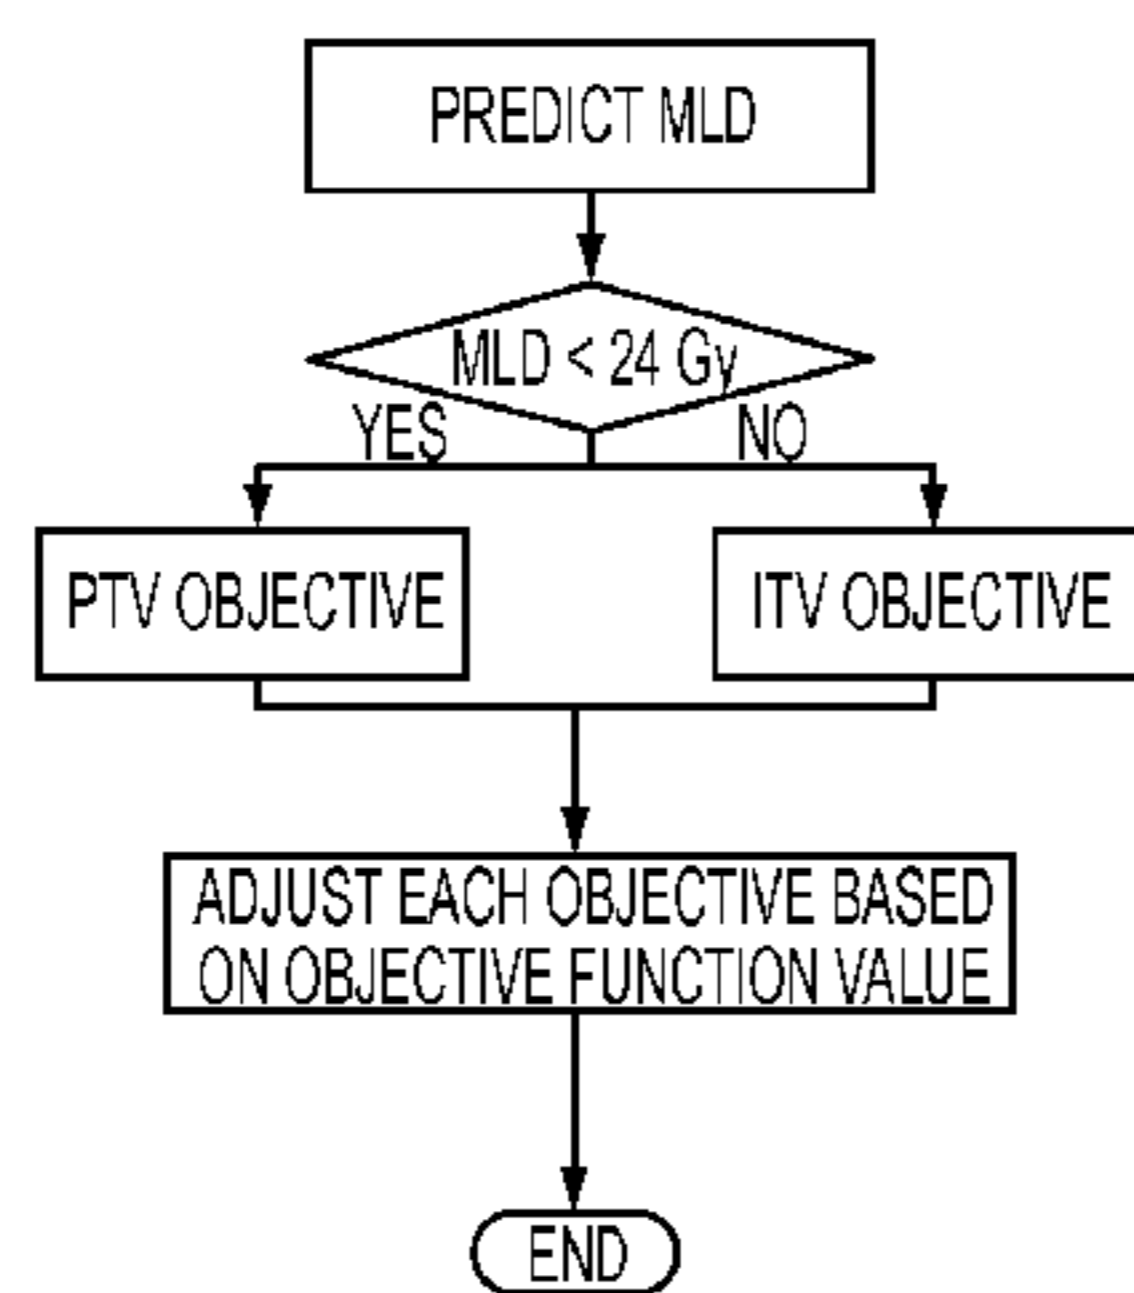 PREDICT MLD
MLD < 24 Gy
YES
NO
PTV OBJECTIVE
ITV OBJECTIVE
ADJUST EACH OBJECTIVE BASED
ON OBJECTIVE FUNCTION VALUE
END